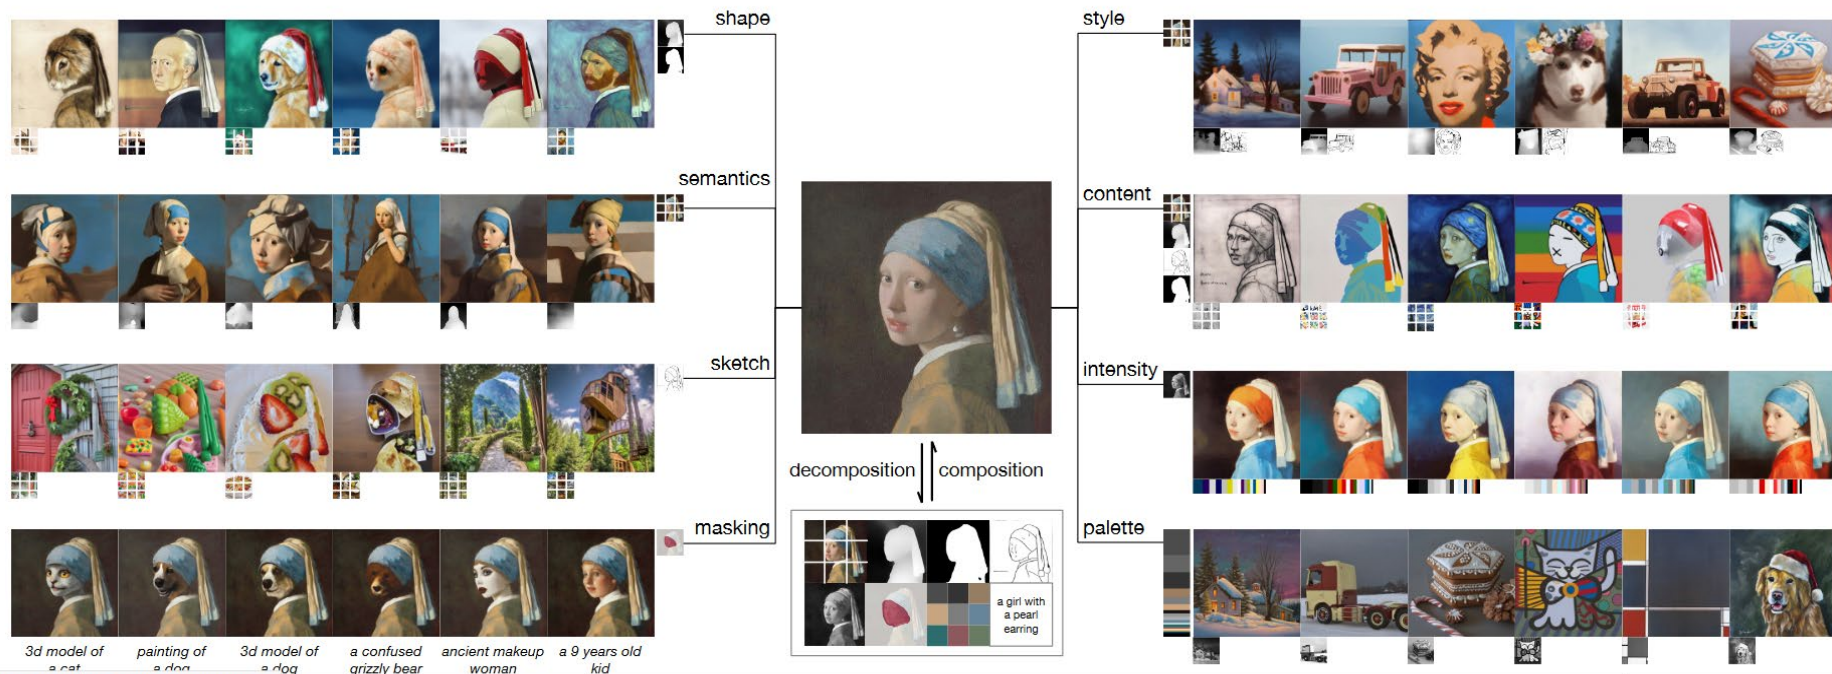 shape
style
semantics
content
sketch
intensity
decomposition
composition
masking
palette
a girl with
a pearl
earring
3d model of
a cat
painting of
a dog
3d model of
a dog
a confused
grizzly bear
ancient makeup
woman
a 9 years old
kid